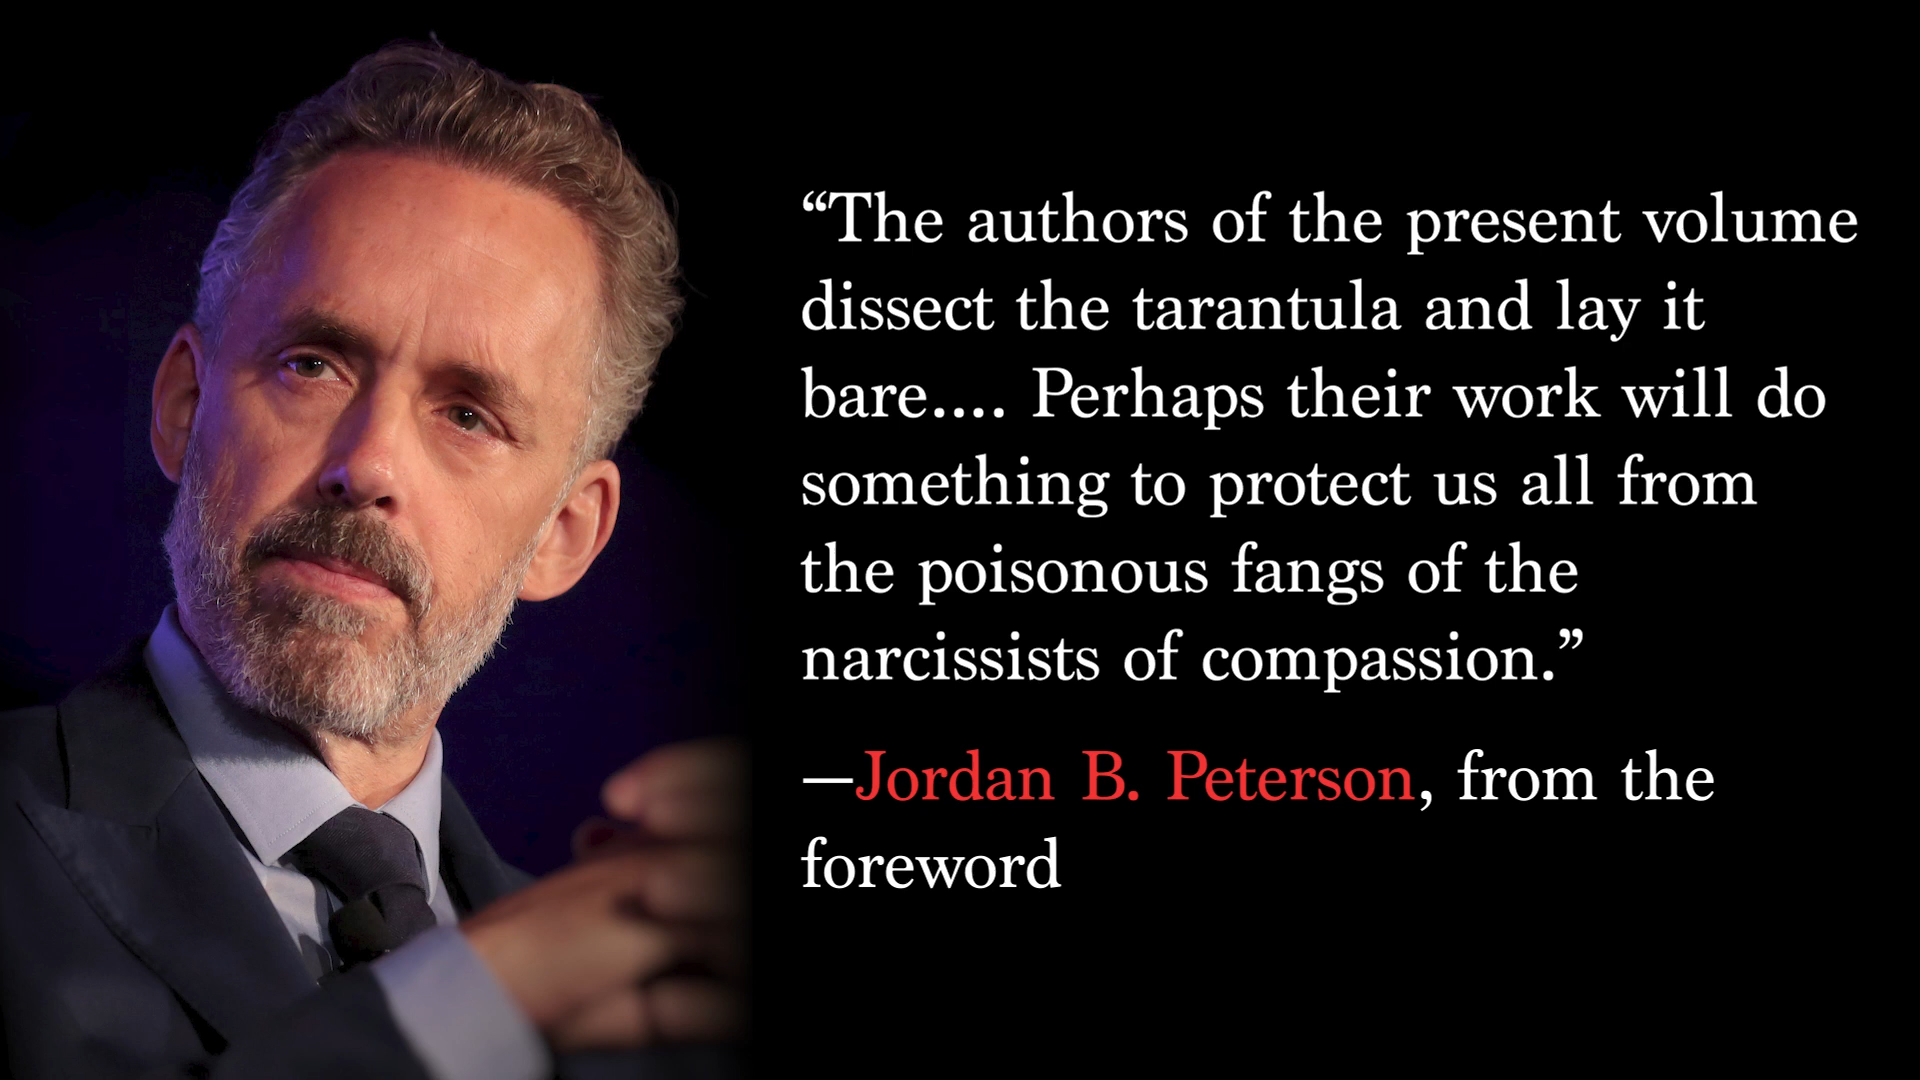 “The authors of the present volume
dissect the tarantula and lay it
bare.... Perhaps their work will do
something to protect us all from
the poisonous fangs of the
narcissists of compassion.”
—Jordan B. Peterson, from the
foreword